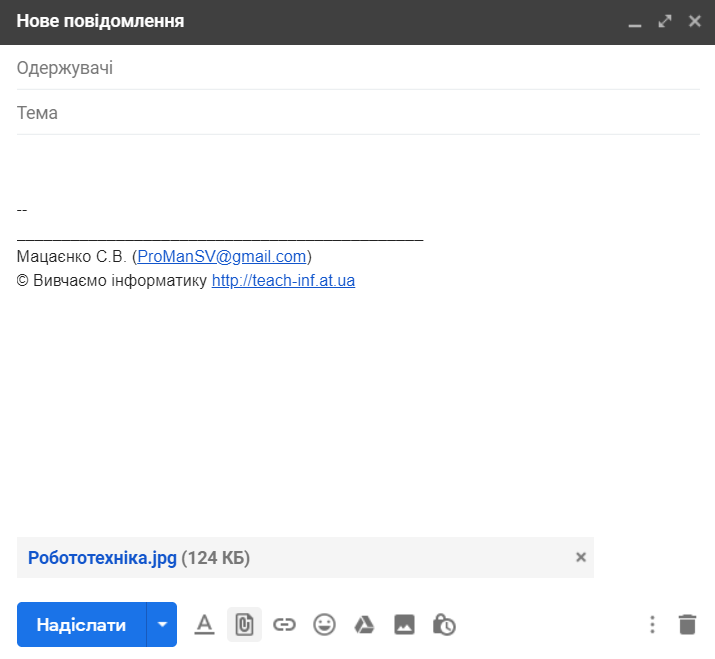 Нове повідомлення
Одержувачі
Тема
--
_______________________________________________
Мацаєнко С.В. (ProManSV@gmail.com)
© Вивчаємо інформатику http://teach-inf.at.ua
Робототехніка.jpg (124 КБ)
Надіслати